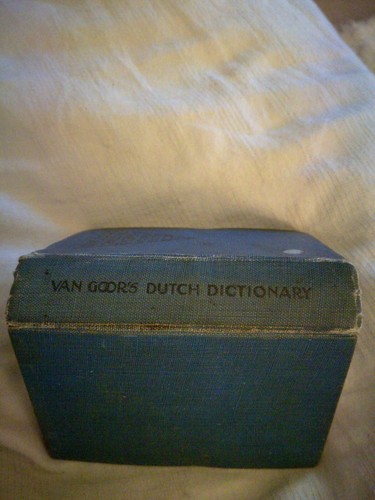 VAN GOOR'S DUTCH DICTIONARY